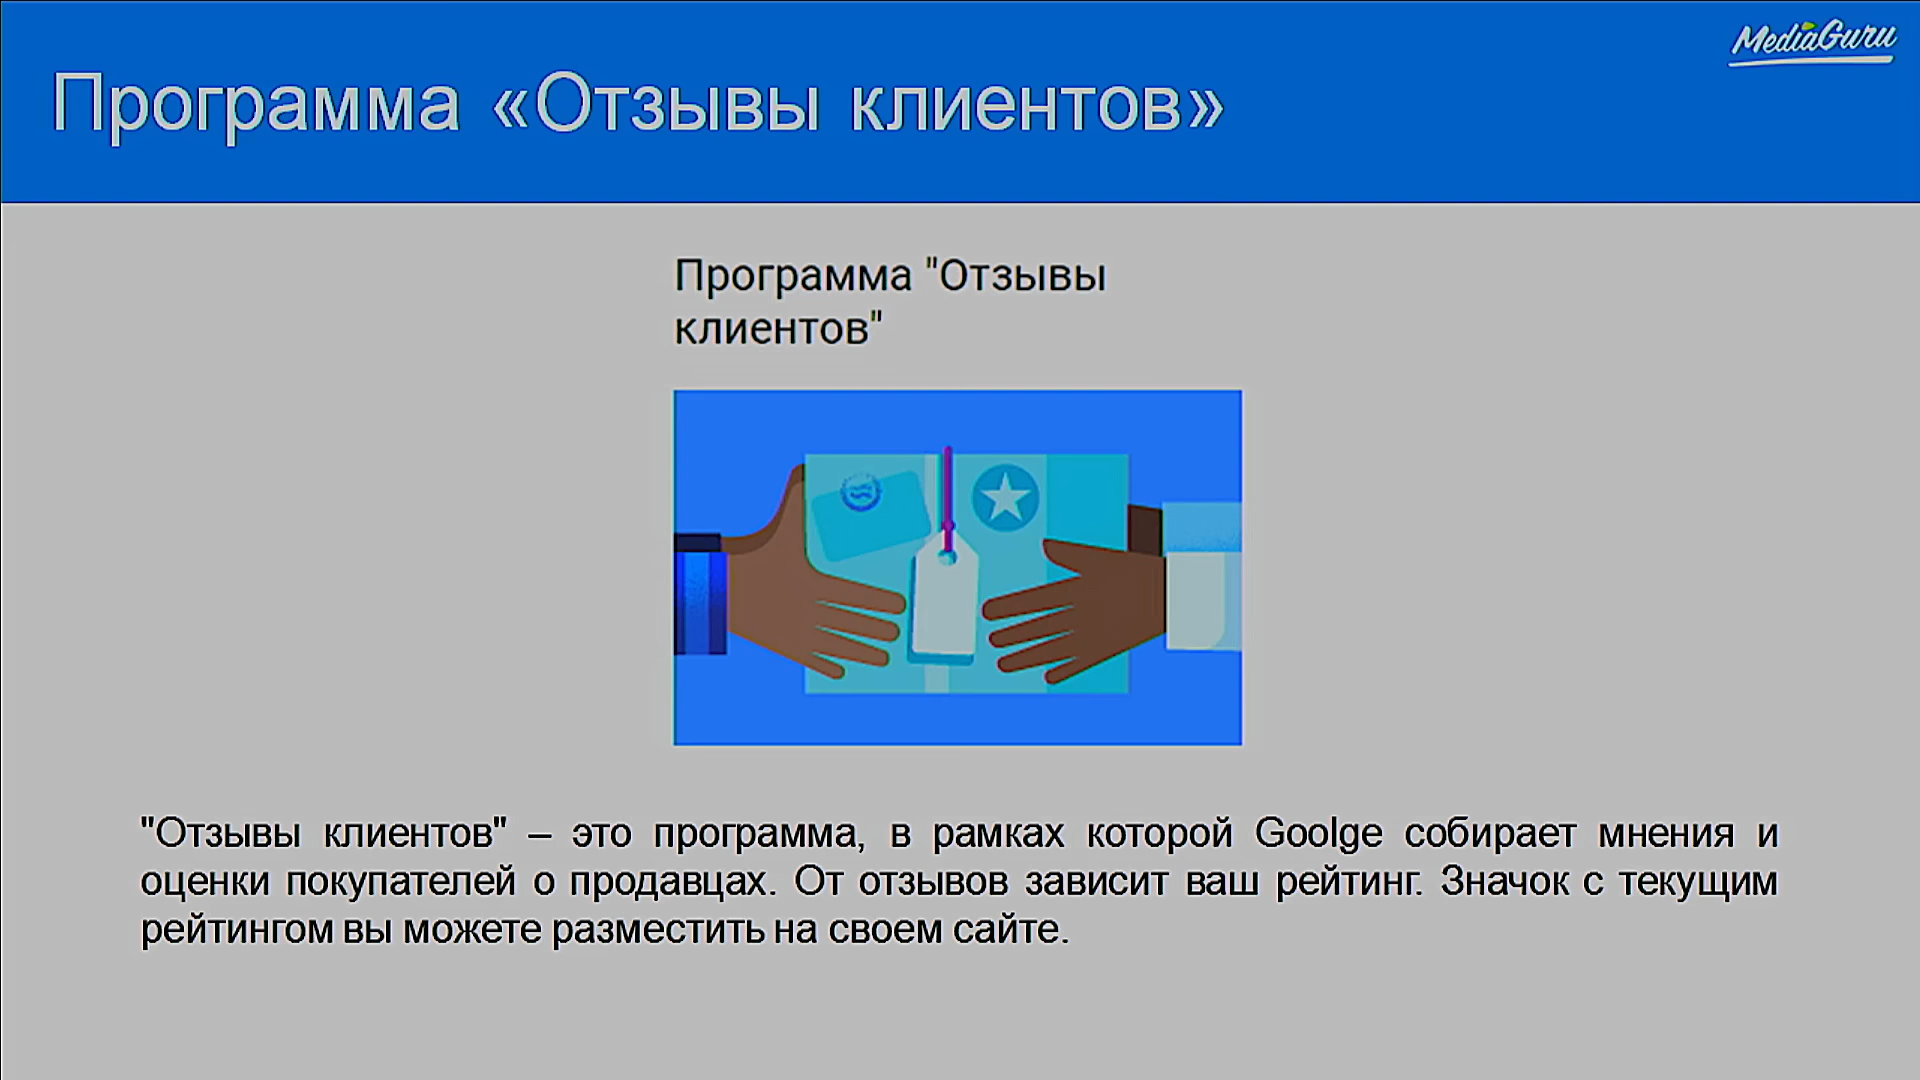 MediaGuru
Программа «Отзывы клиентов»
Программа "Отзывы
клиентов"
"Отзывы клиентов" – это программа, в рамках которой Goolge собирает мнения и
оценки покупателей о продавцах. От отзывов зависит ваш рейтинг. Значок с текущим
рейтингом вы можете разместить на своем сайте.